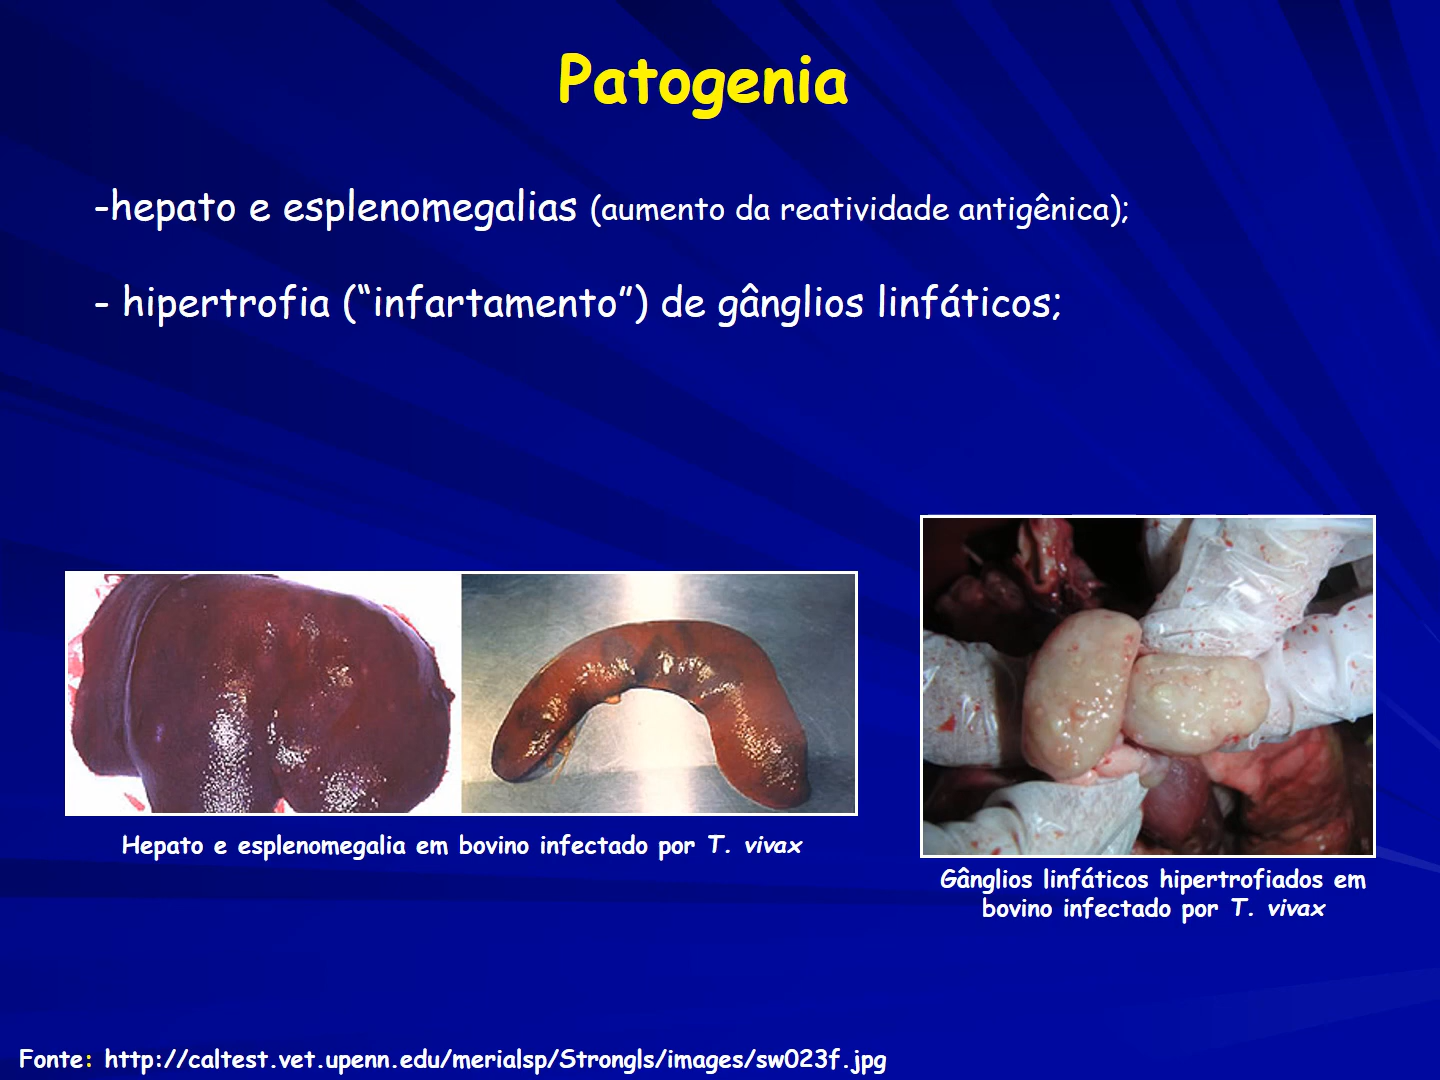 Patogenia
-hepato e esplenomegalias (aumento da reatividade antigênica);
- hipertrofia (“infartamento”) de gânglios linfáticos;
Hepato e esplenomegalia em bovino infectado por T. vivax
Gânglios linfáticos hipertrofiados em
bovino infectado por T. vivax
Fonte: http://caltest.vet.upenn.edu/merialsp/Strongls/images/sw023f.jpg